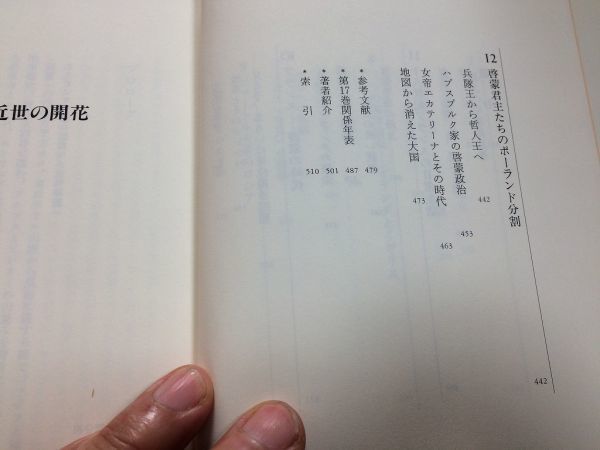 12 啓蒙君主たちのポーランド分割 442
兵隊王から哲人王へ 442
ハプスブルク家の啓蒙政治 453
女帝エカテリーナとその時代 463
地図から消えた大国 473
*参考文献 479
*第17巻関係年表 487
*著者紹介 501
*索引 510
近世の開花